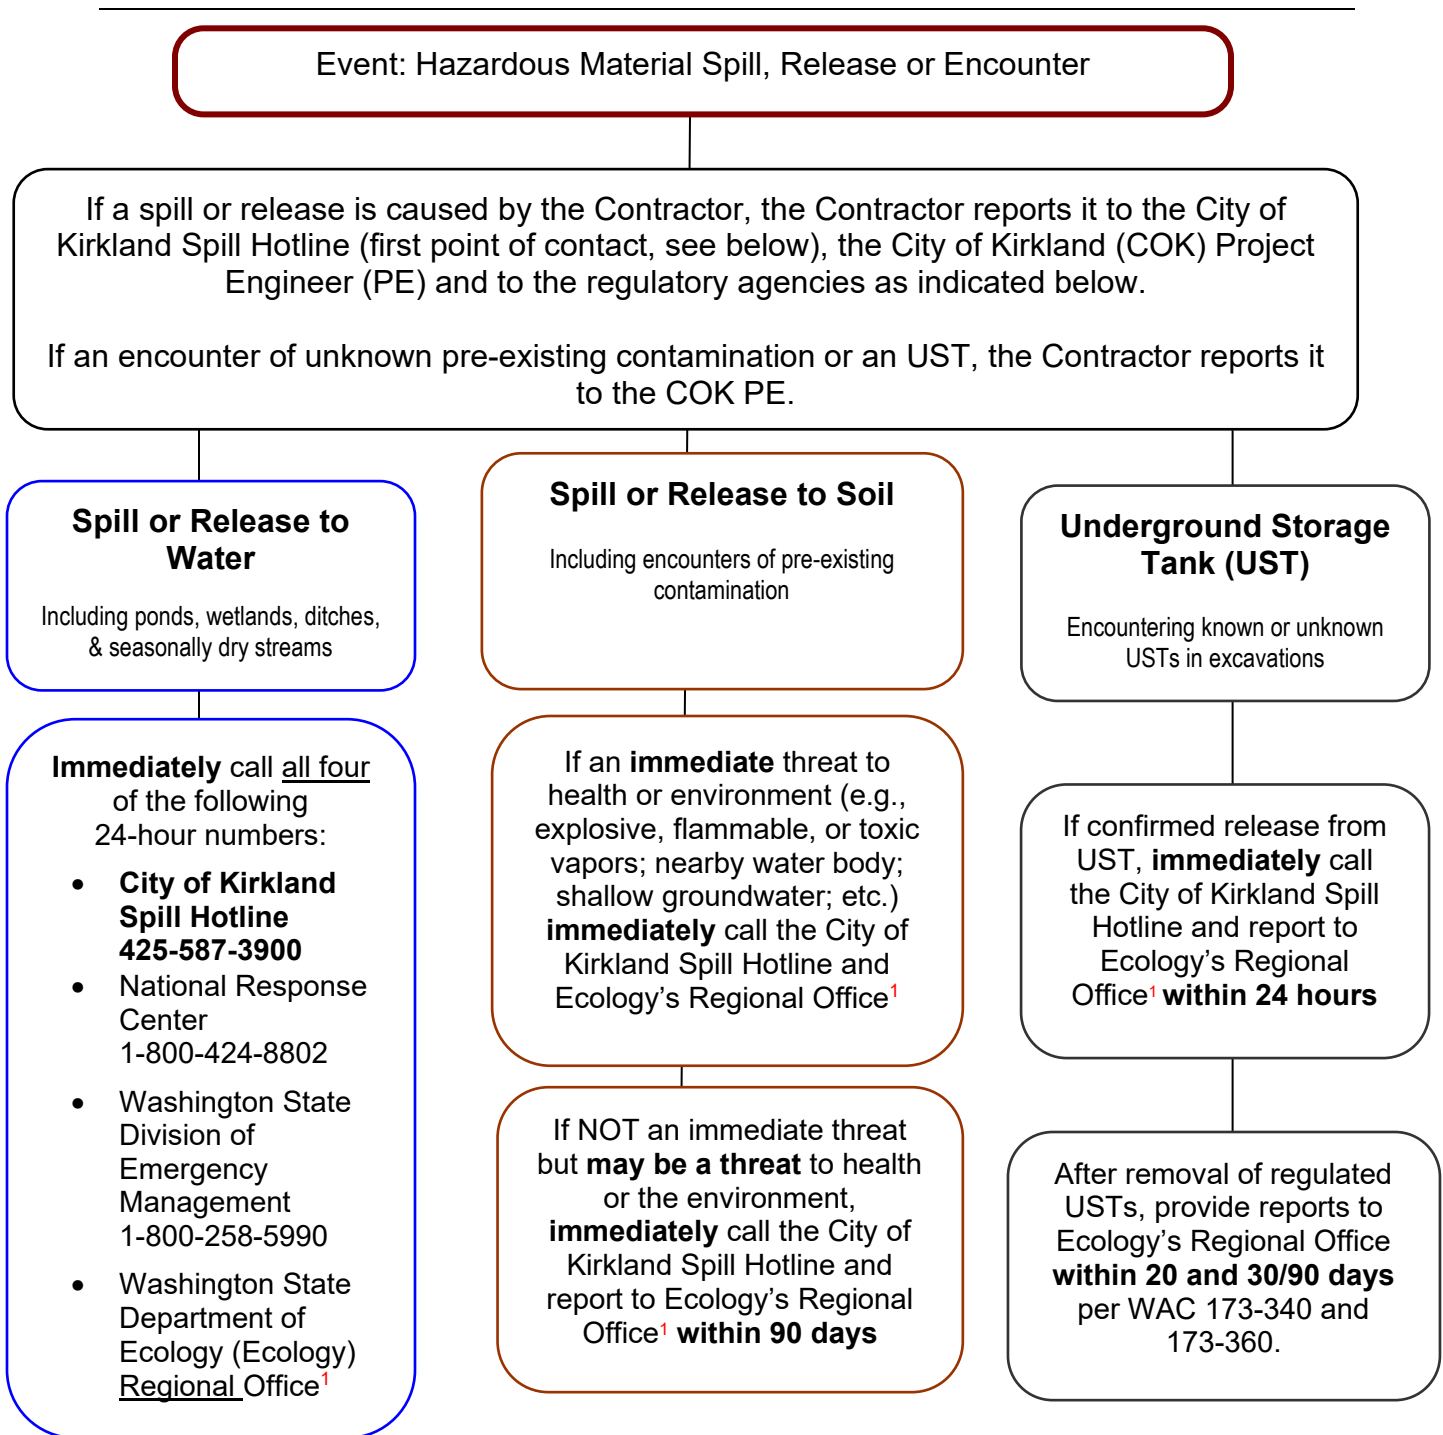 Event: Hazardous Material Spill, Release or Encounter
If a spill or release is caused by the Contractor, the Contractor reports it to the City of
Kirkland Spill Hotline (first point of contact, see below), the City of Kirkland (COK) Project
Engineer (PE) and to the regulatory agencies as indicated below.
If an encounter of unknown pre-existing contamination or an UST, the Contractor reports it
to the COK PE.
Spill or Release to
Water
Including ponds, wetlands, ditches,
& seasonally dry streams
Immediately call all four
of the following
24-hour numbers:
• City of Kirkland
Spill Hotline
425-587-3900
• National Response
Center
1-800-424-8802
• Washington State
Division of
Emergency
Management
1-800-258-5990
• Washington State
Department of
Ecology (Ecology)
Regional Office1
Spill or Release to Soil
Including encounters of pre-existing
contamination
If an immediate threat to
health or environment (e.g.,
explosive, flammable, or toxic
vapors; nearby water body;
shallow groundwater; etc.)
immediately call the City of
Kirkland Spill Hotline and
Ecology’s Regional Office1
If NOT an immediate threat
but may be a threat to health
or the environment,
immediately call the City of
Kirkland Spill Hotline and
report to Ecology’s Regional
Office1 within 90 days
Underground Storage
Tank (UST)
Encountering known or unknown
USTs in excavations
If confirmed release from
UST, immediately call
the City of Kirkland Spill
Hotline and report to
Ecology’s Regional
Office1 within 24 hours
After removal of regulated
USTs, provide reports to
Ecology’s Regional Office
within 20 and 30/90 days
per WAC 173-340 and
173-360.